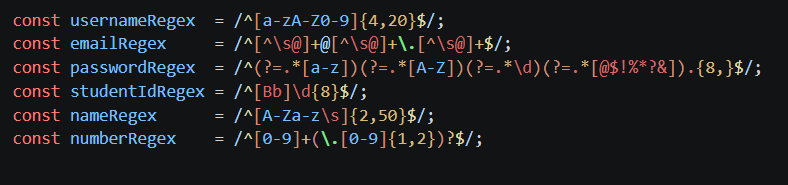 const usernameRegex  = /^[a-zA-Z0-9]{4,20}$/;
const emailRegex     = /^[^\s@]+@[^\s@]+\.[^\s@]+$/;
const passwordRegex  = /^(?=.*[a-z])(?=.*[A-Z])(?=.*\d)(?=.*[@$!%*?&]).{8,}$/;
const studentIdRegex = /^[Bb]\d{8}$/;
const nameRegex      = /^[A-Za-z\s]{2,50}$/;
const numberRegex    = /^[0-9]+(\.[0-9]{1,2})?$/;